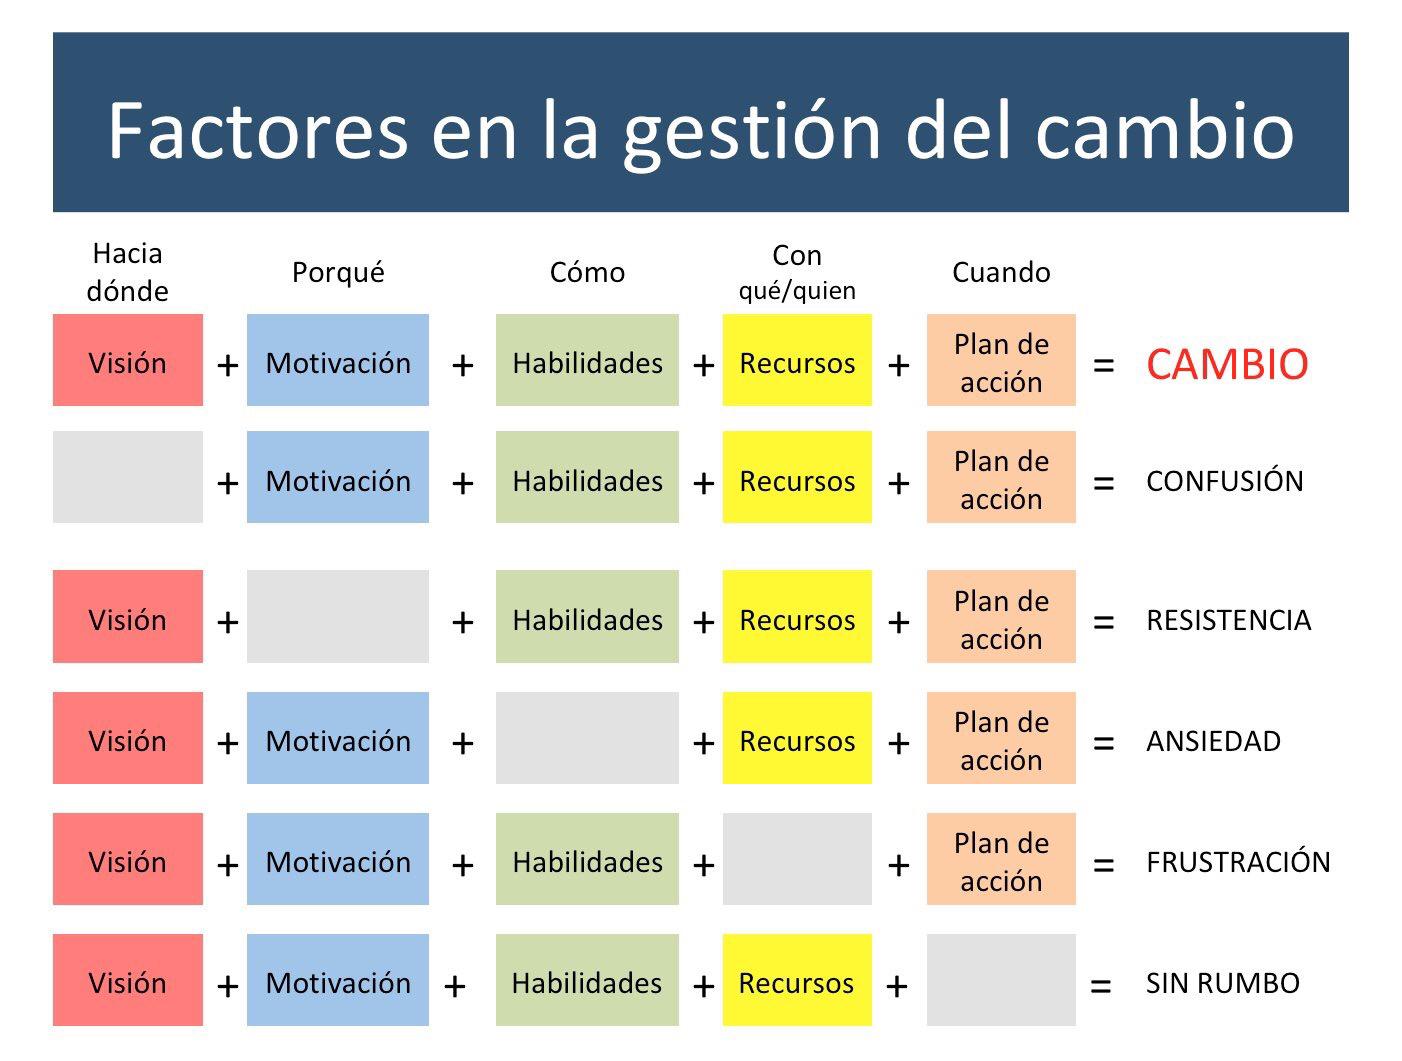 Factores en la gestión del cambio
Hacia
dónde
Porqué
Cómo
Con
qué/quien
Cuando
Visión + Motivación + Habilidades + Recursos + Plan de
acción = CAMBIO
+ Motivación + Habilidades + Recursos + Plan de
acción = CONFUSIÓN
Visión + + Habilidades + Recursos + Plan de
acción = RESISTENCIA
Visión + Motivación + + Recursos + Plan de
acción = ANSIEDAD
Visión + Motivación + Habilidades + + Plan de
acción = FRUSTRACIÓN
Visión + Motivación + Habilidades + Recursos + = SIN RUMBO